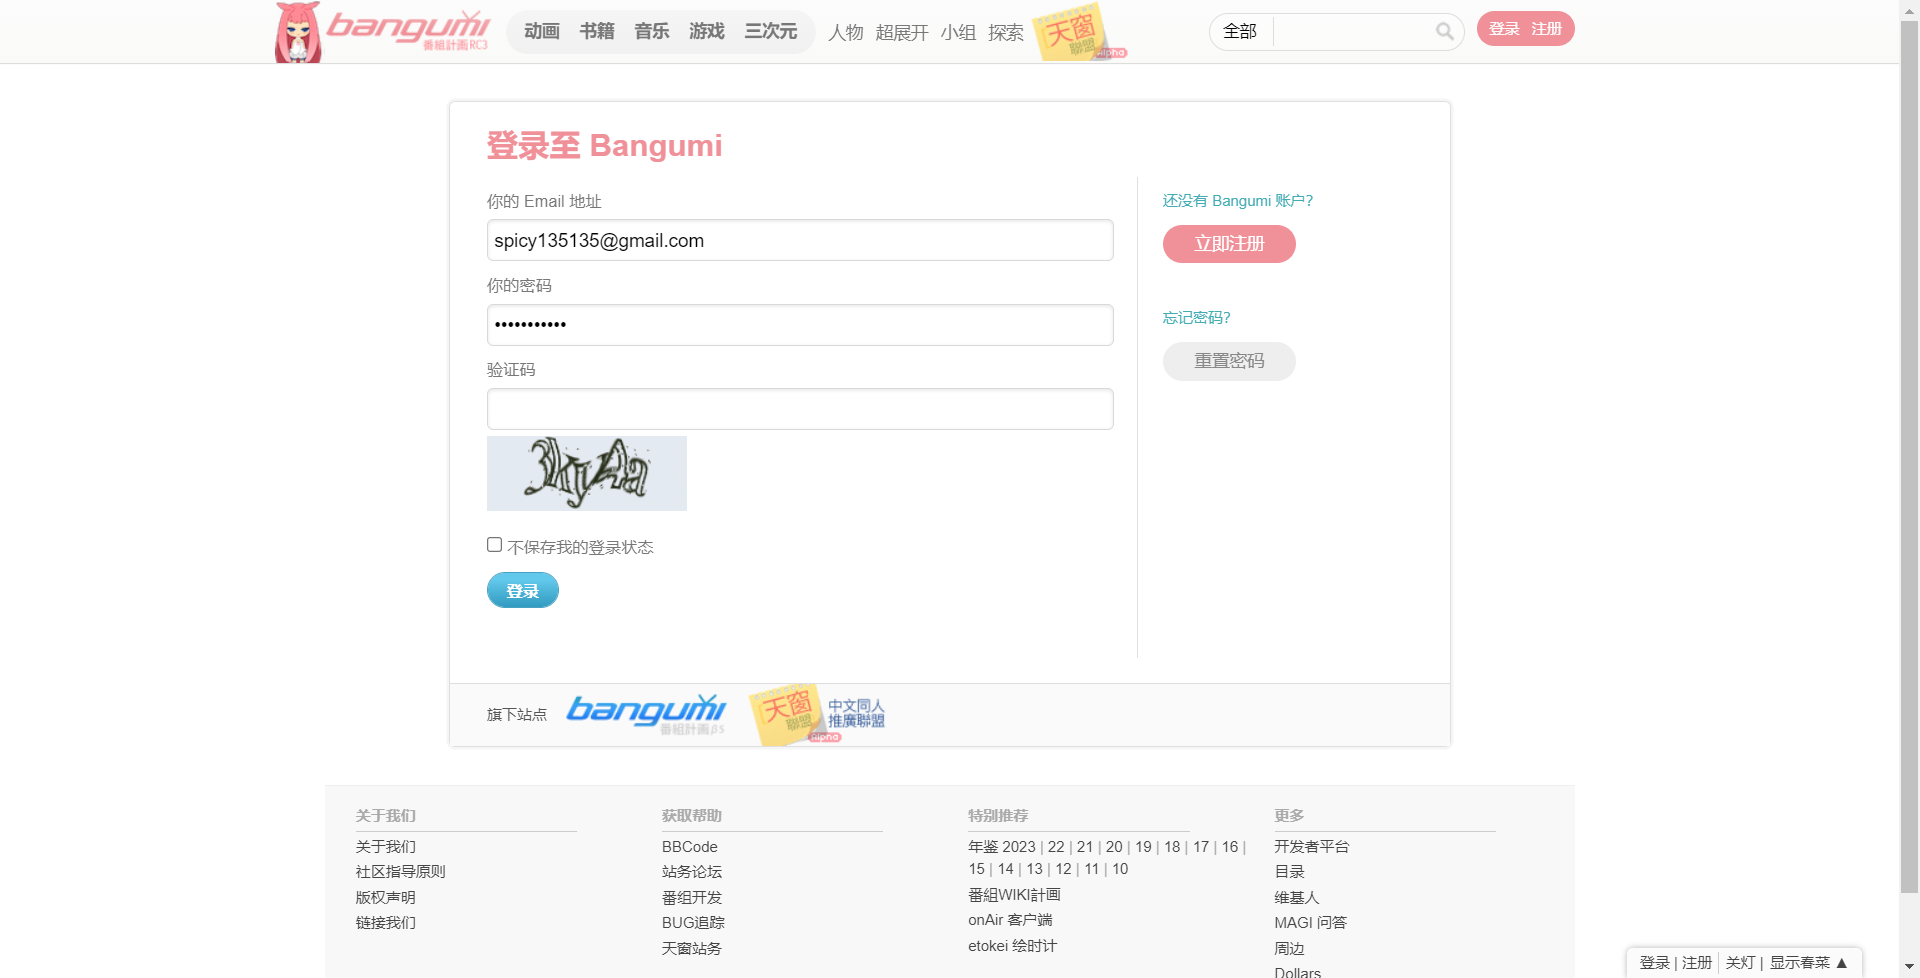 bangumi
番組計画RC3
动画 书籍 音乐 游戏 三次元 人物 超展开 小组 探索
天窗
聯盟
Alpha
全部
登录 注册
登录至 Bangumi
你的 Email 地址
spicy135135@gmail.com
你的密码
•••••••••••
验证码
不保存我的登录状态
登录
还没有 Bangumi 账户?
立即注册
忘记密码?
重置密码
旗下站点
bangumi
番組計画β5
天窗
聯盟
Alpha
中文同人
推廣聯盟
关于我们
关于我们
社区指导原则
版权声明
链接我们
获取帮助
BBCode
站务论坛
番组开发
BUG追踪
天窗站务
特别推荐
年鉴 2023 | 22 | 21 | 20 | 19 | 18 | 17 | 16 |
15 | 14 | 13 | 12 | 11 | 10
番組WIKI計画
onAir 客户端
etokei 绘时计
更多
开发者平台
目录
维基人
MAGI 问答
周边
Dollars
登录 | 注册 关灯 | 显示春菜 ▲